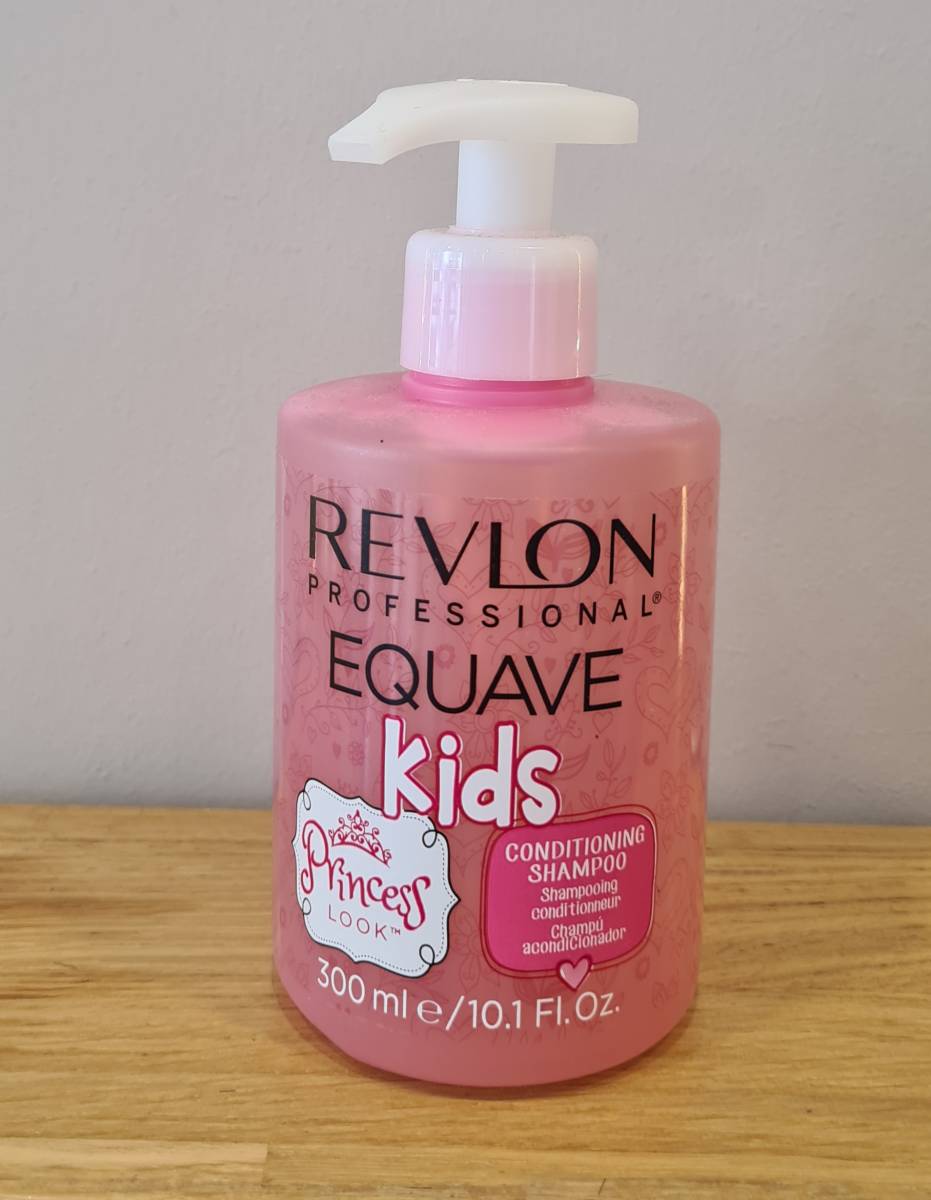 REVLON
PROFESSIONAL®
EQUAVE
kids
Princess
LOOK™
CONDITIONING
SHAMPOO
Shampooing
conditionneur
Champú
acondicionador
300 ml e/10.1 Fl. Oz.